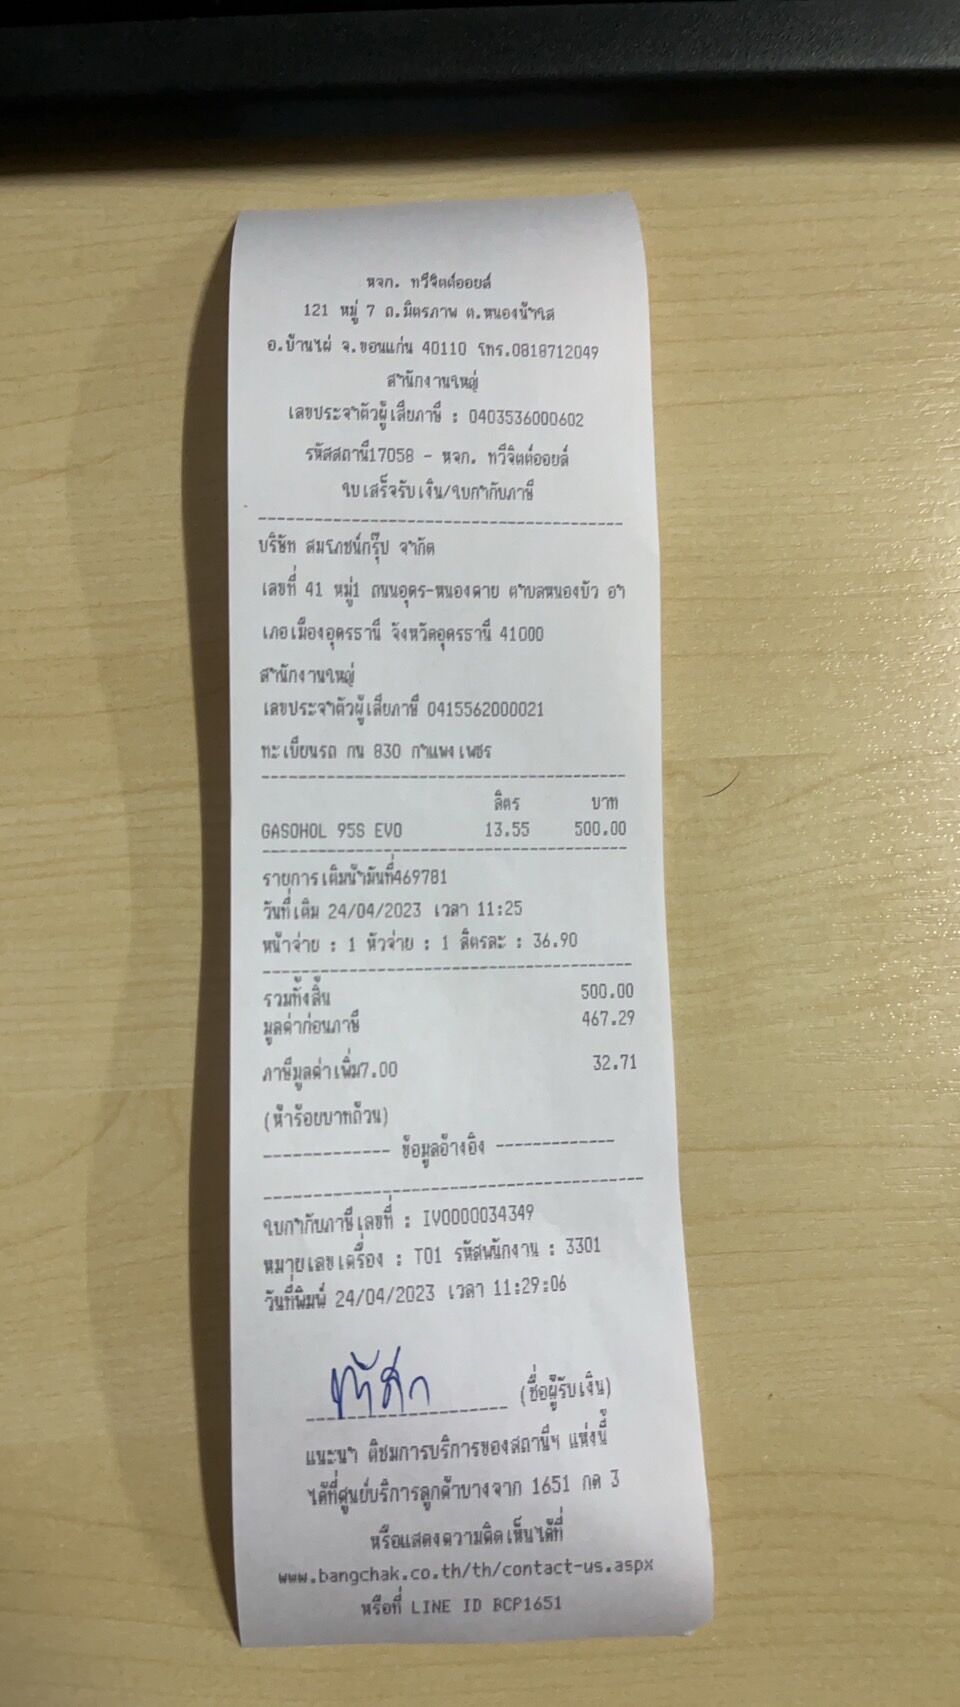 หจก. ทวีจิตต์ออยล์
121 หมู่ 7 ถ.มิตรภาพ ต.หนองน้ำใส
อ.บ้านไผ่ จ.ขอนแก่น 40110 โทร.0818712049
สำนักงานใหญ่
เลขประจำตัวผู้เสียภาษี : 0403536000602
รหัสสถานี17058 - หจก. ทวีจิตต์ออยล์
ใบเสร็จรับเงิน/ใบกำกับภาษี
บริษัท สมโภชน์กรุ๊ป จำกัด
เลขที่ 41 หมู่1 ถนนอุดร-หนองคาย ตำบลหนองบัว อำ
เภอเมืองอุดรธานี จังหวัดอุดรธานี 41000
สำนักงานใหญ่
เลขประจำตัวผู้เสียภาษี 0415562000021
ทะเบียนรถ กน 830 กำแพงเพชร
ลิตร บาท
GASOHOL 95S EVO 13.55 500.00
รายการเติมน้ำมันที่469781
วันที่เติม 24/04/2023 เวลา 11:25
หน้าจ่าย : 1 หัวจ่าย : 1 ลิตรละ : 36.90
รวมทั้งสิ้น 500.00
มูลค่าก่อนภาษี 467.29
ภาษีมูลค่าเพิ่ม7.00 32.71
(ห้าร้อยบาทถ้วน)
------------- ข้อมูลอ้างอิง -------------
ใบกำกับภาษีเลขที่ : IV0000034349
หมายเลขเครื่อง : T01 รหัสพนักงาน : 3301
วันที่พิมพ์ 24/04/2023 เวลา 11:29:06
(ชื่อผู้รับเงิน)
แนะนำ ติชมการบริการของสถานีฯ แห่งนี้
ได้ที่ศูนย์บริการลูกค้าบางจาก 1651 กด 3
หรือแสดงความคิดเห็นได้ที่
www.bangchak.co.th/th/contact-us.aspx
หรือที่ LINE ID BCP1651